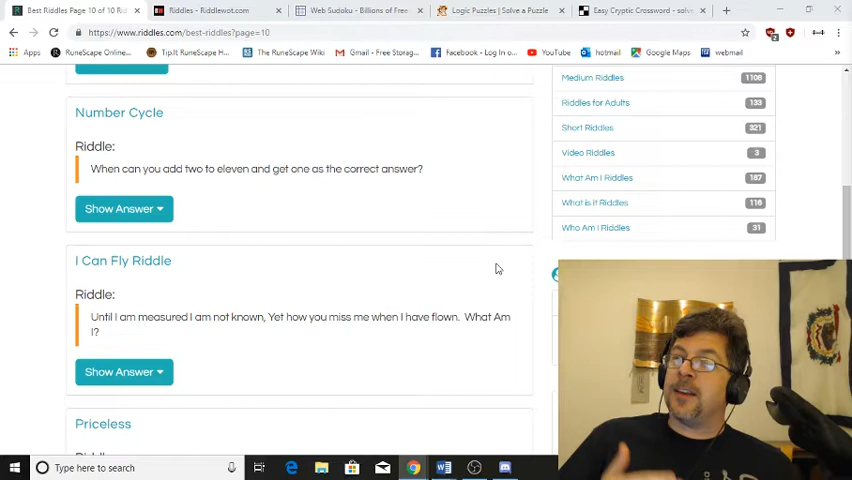 Best Riddles Page 10 of 10 Rid
Riddles - Riddlewot.com
Web Sudoku - Billions of Free
Logic Puzzles | Solve a Puzzle
Easy Cryptic Crossword - solve
https://www.riddles.com/best-riddles?page=10
2
Apps
RuneScape Online...
Tip.It RuneScape H...
The RuneScape Wiki
Gmail - Free Storag...
Facebook - Log In o...
YouTube
hotmail
Google Maps
webmail
Number Cycle
Riddle:
When can you add two to eleven and get one as the correct answer?
Show Answer
I Can Fly Riddle
Riddle:
Until I am measured I am not known, Yet how you miss me when I have flown. What Am
I?
Show Answer
Priceless
Medium Riddles 1108
Riddles for Adults 133
Short Riddles 321
Video Riddles 3
What Am I Riddles 187
What is it Riddles 116
Who Am I Riddles 31
Type here to search